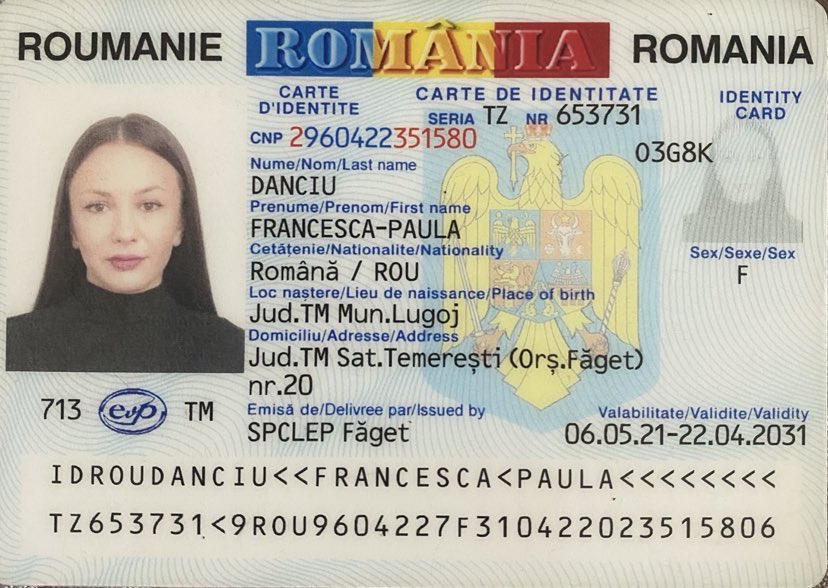 ROUMANIE ROMÂNIA ROMANIA
CARTE D'IDENTITE
CARTE DE IDENTITATE
IDENTITY CARD
SERIA TZ NR 653731
CNP 2960422351580
03G8K
Nume/Nom/Last name
DANCIU
Prenume/Prenom/First name
FRANCESCA-PAULA
Cetăţenie/Nationalite/Nationality
Română / ROU
Sex/Sexe/Sex
F
Loc naştere/Lieu de naissance/Place of birth
Jud.TM Mun.Lugoj
Domiciliu/Adresse/Address
Jud.TM Sat.Temereşti (Orş.Făget)
nr.20
713 evp TM
Emisă de/Delivree par/Issued by
SPCLEP Făget
Valabilitate/Validite/Validity
06.05.21-22.04.2031
IDROUDANCIU<<FRANCESCA<PAULA<<<<<<<<
TZ653731<9ROU9604227F310422023515806